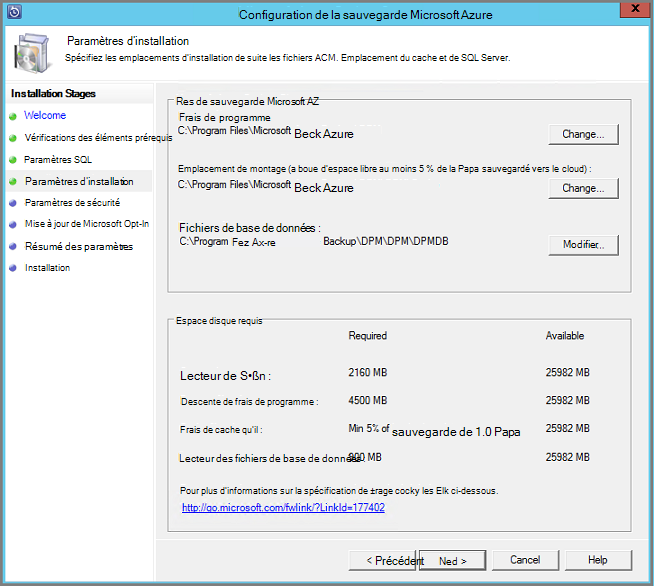 Configuration de la sauvegarde Microsoft Azure
X
Paramètres d'installation
Spécifiez les emplacements d'installation de suite les fichiers ACM. Emplacement du cache et de SQL Server.
Installation Stages
Welcome
Vérifications des éléments prérequis
Paramètres SQL
Paramètres d'installation
Paramètres de sécurité
Mise à jour de Microsoft Opt-In
Résumé des paramètres
Installation
Res de sauvegarde Microsoft AZ
Frais de programme
C:\Program Files\Microsoft Beck Azure
Change...
Emplacement de montage (a boue d'espace libre au moins 5 % de la Papa sauvegardé vers le cloud) :
C:\Program Files\Microsoft Beck Azure
Change...
Fichiers de base de données :
C:\Program Fez Ax-re Backup\DPM\DPM\DPMDB
Modifier...
Espace disque requis
Required Available
Lecteur de S•ßn : 2160 MB 25982 MB
Descente de frais de programme : 4500 MB 25982 MB
Frais de cache qu'il : Min 5% of sauvegarde de 1.0 Papa 25982 MB
Lecteur des fichiers de base de données : 900 MB 25982 MB
Pour plus d'informations sur la spécification de ±rage cocky les Elk ci-dessous.
http://go.microsoft.com/fwlink/?LinkId=177402
< Précédent Ned > Cancel Help